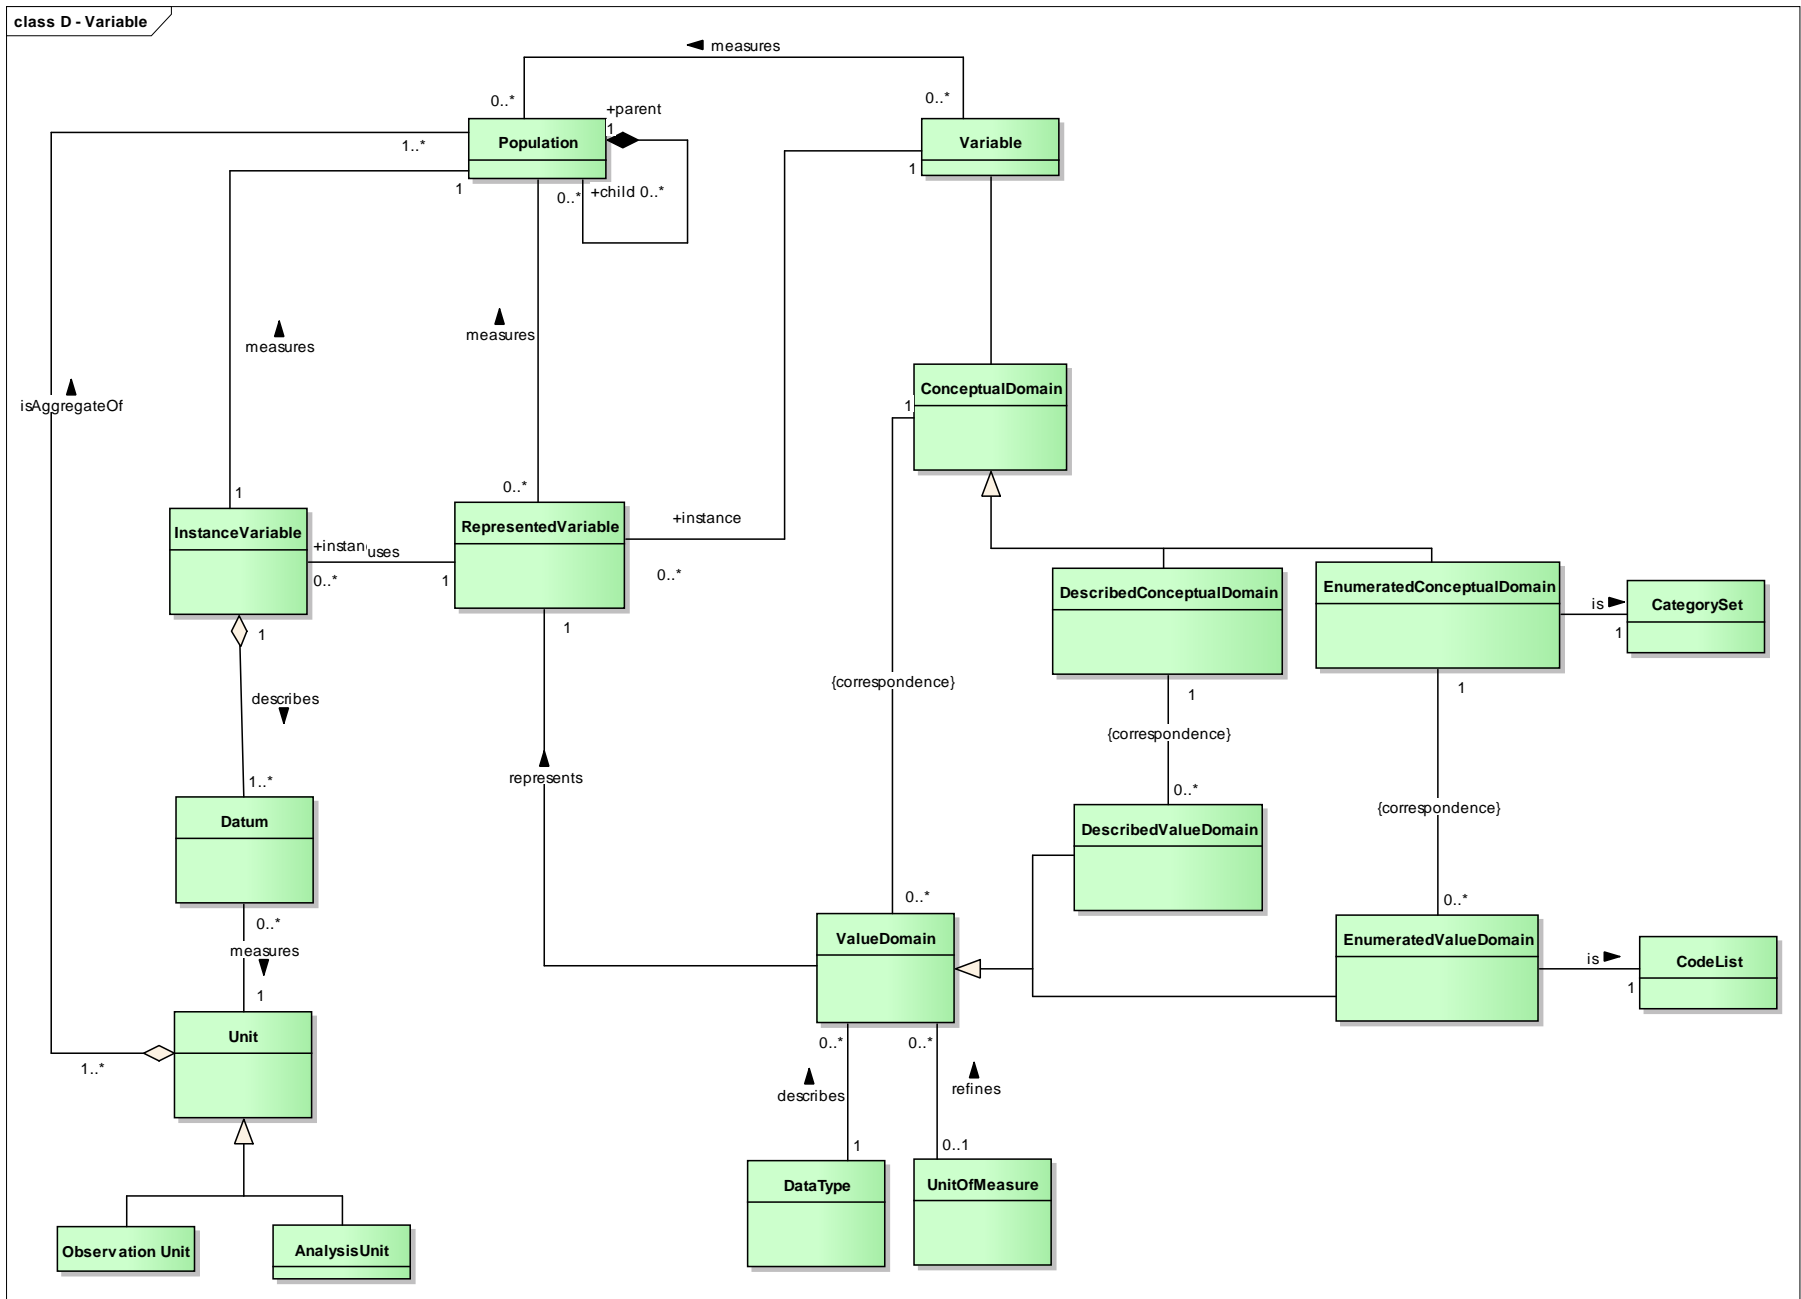 class D - Variable
measures
0..*
0..*
+parent
1
Population
1..*
1
0..*
+child 0..*
Variable
1
measures
measures
isAggregateOf
ConceptualDomain
1
1
0..*
InstanceVariable
RepresentedVariable
+instance
+instan
uses
0..*
1
0..*
1
1
DescribedConceptualDomain
EnumeratedConceptualDomain
is
1
CategorySet
{correspondence}
1
1
describes
{correspondence}
represents
1..*
0..*
{correspondence}
Datum
DescribedValueDomain
0..*
0..*
0..*
measures
1
ValueDomain
EnumeratedValueDomain
is
1
CodeList
Unit
1..*
0..*
0..*
describes
refines
1
0..1
DataType
UnitOfMeasure
Observation Unit
AnalysisUnit